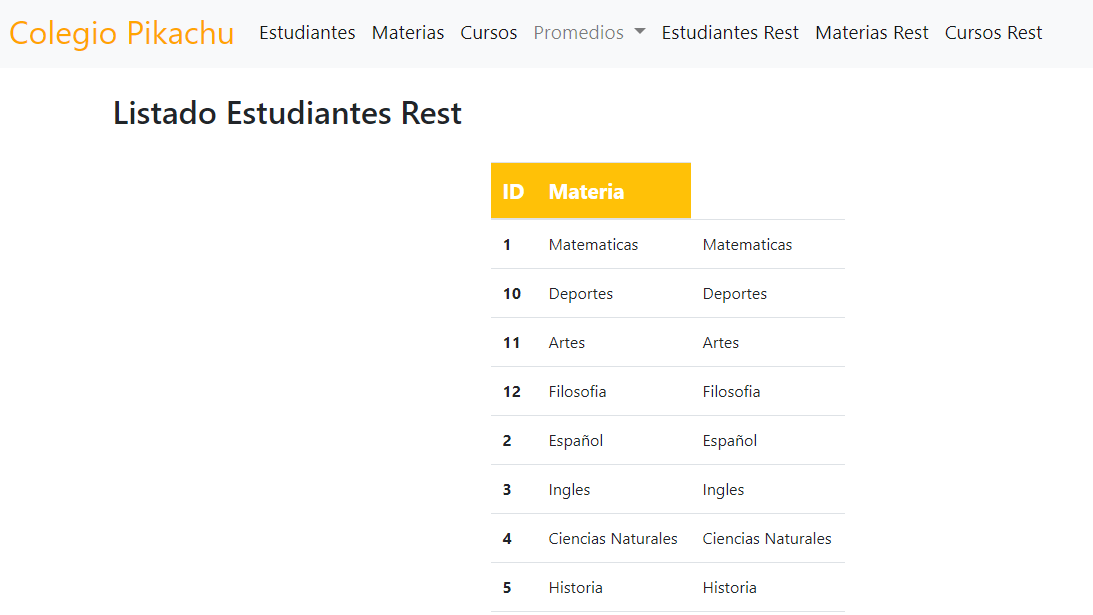 Colegio Pikachu Estudiantes Materias Cursos Promedios Estudiantes Rest Materias Rest Cursos Rest
Listado Estudiantes Rest
ID Materia
1 Matematicas Matematicas
10 Deportes Deportes
11 Artes Artes
12 Filosofia Filosofia
2 Español Español
3 Ingles Ingles
4 Ciencias Naturales Ciencias Naturales
5 Historia Historia